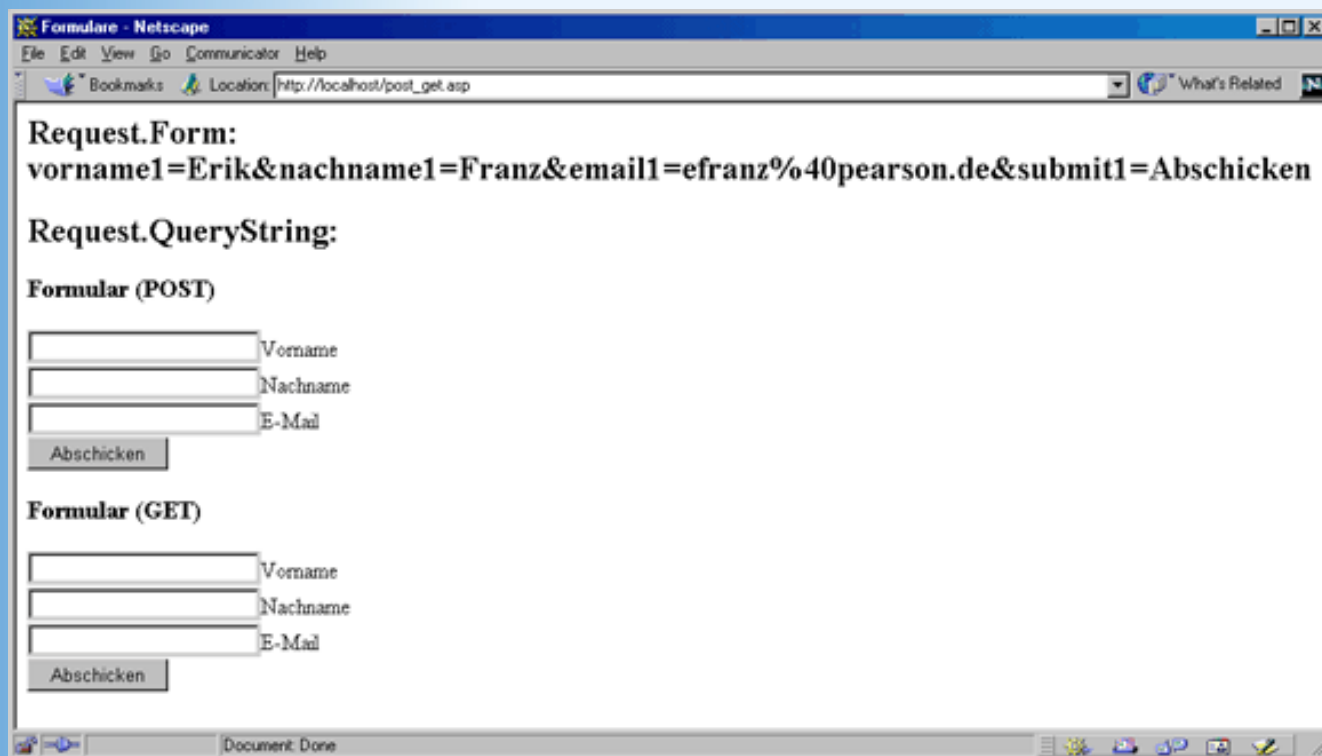 Formulare - Netscape
File Edit View Go Communicator Help
Bookmarks Location: http://localhost/post_get.asp What's Related N
Request.Form:
vorname1=Erik&nachname1=Franz&email1=efranz%40pearson.de&submit1=Abschicken
Request.QueryString:
Formular (POST)
Vorname
Nachname
E-Mail
Abschicken
Formular (GET)
Vorname
Nachname
E-Mail
Abschicken
Document: Done